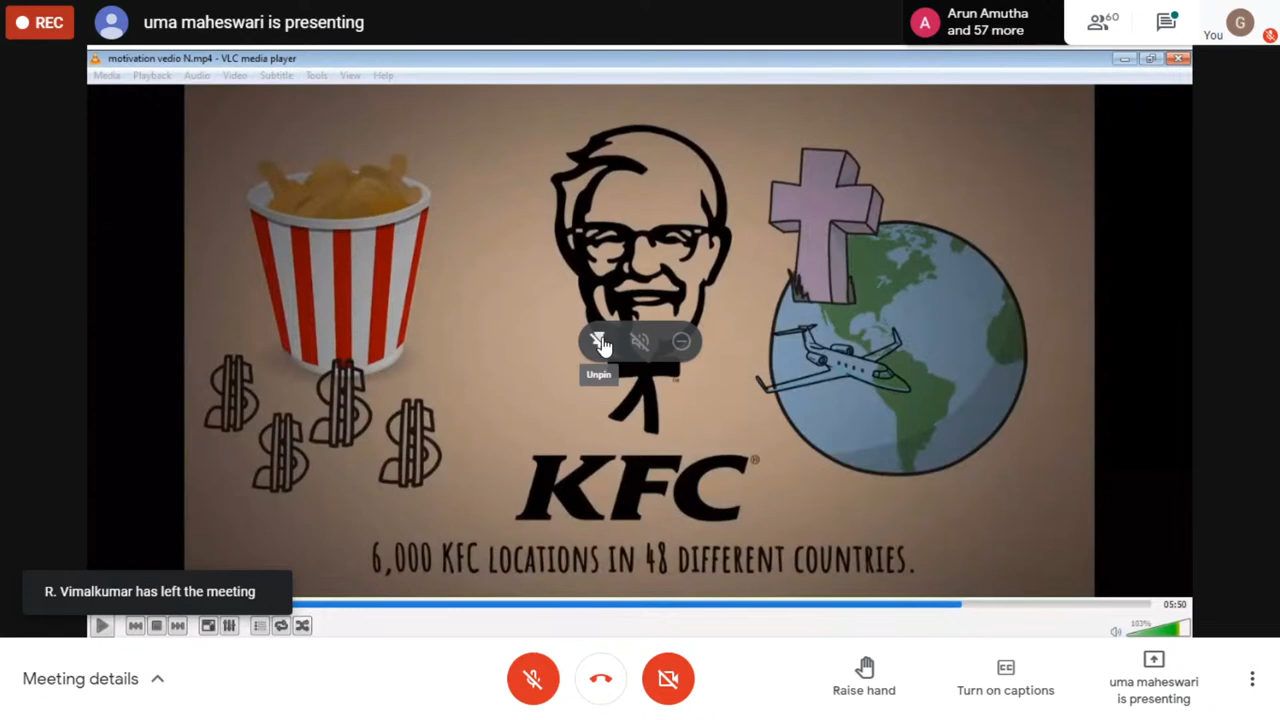 REC
uma maheswari is presenting
A
Arun Amutha
and 57 more
60
You
G
motivation vedio N.mp4 - VLC media player
Media Playback Audio Video Subtitle Tools View Help
Unpin
TM
KFC®
6,000 KFC LOCATIONS IN 48 DIFFERENT COUNTRIES.
R. Vimalkumar has left the meeting
05:50
103%
Meeting details
Raise hand
Turn on captions
uma maheswari
is presenting